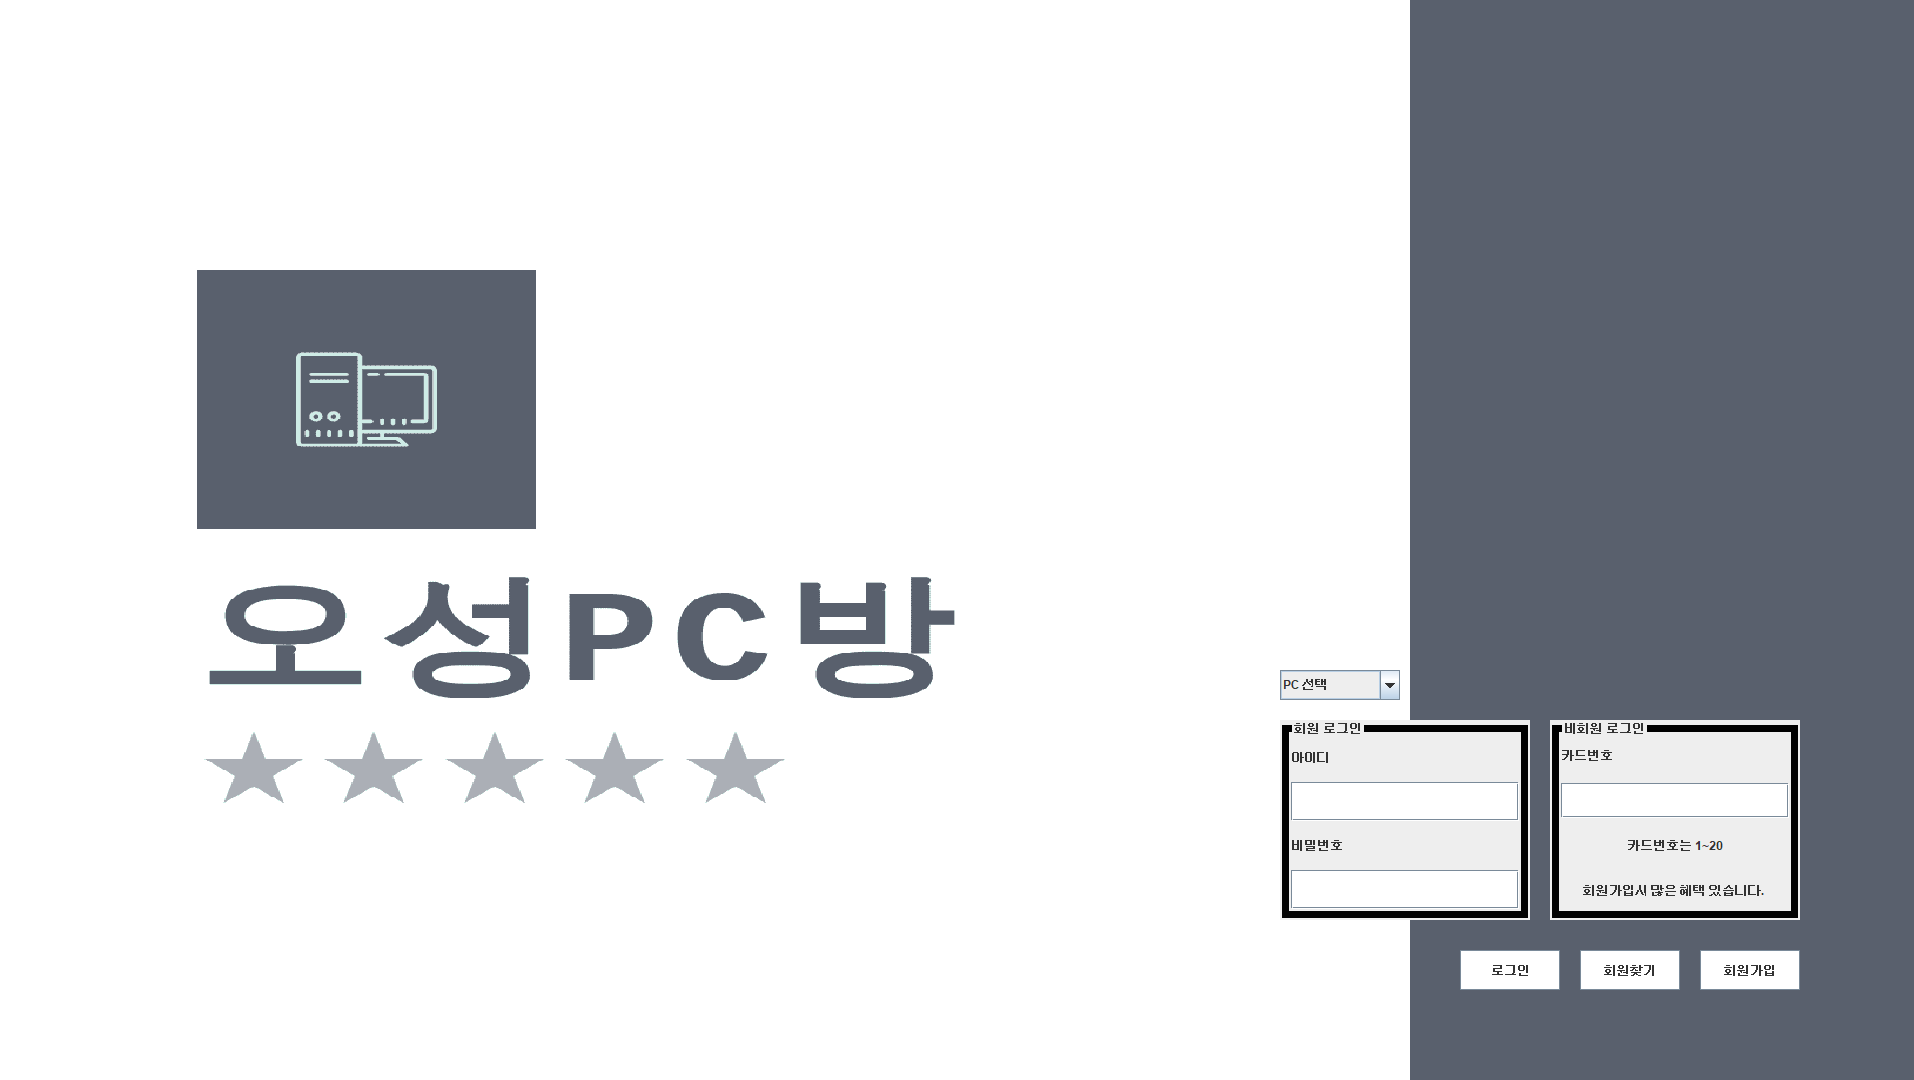 오성PC방
PC 선택
회원 로그인
아이디
비밀번호
비회원 로그인
카드번호
카드번호는 1~20
회원가입시 많은 혜택 있습니다.
로그인
회원찾기
회원가입